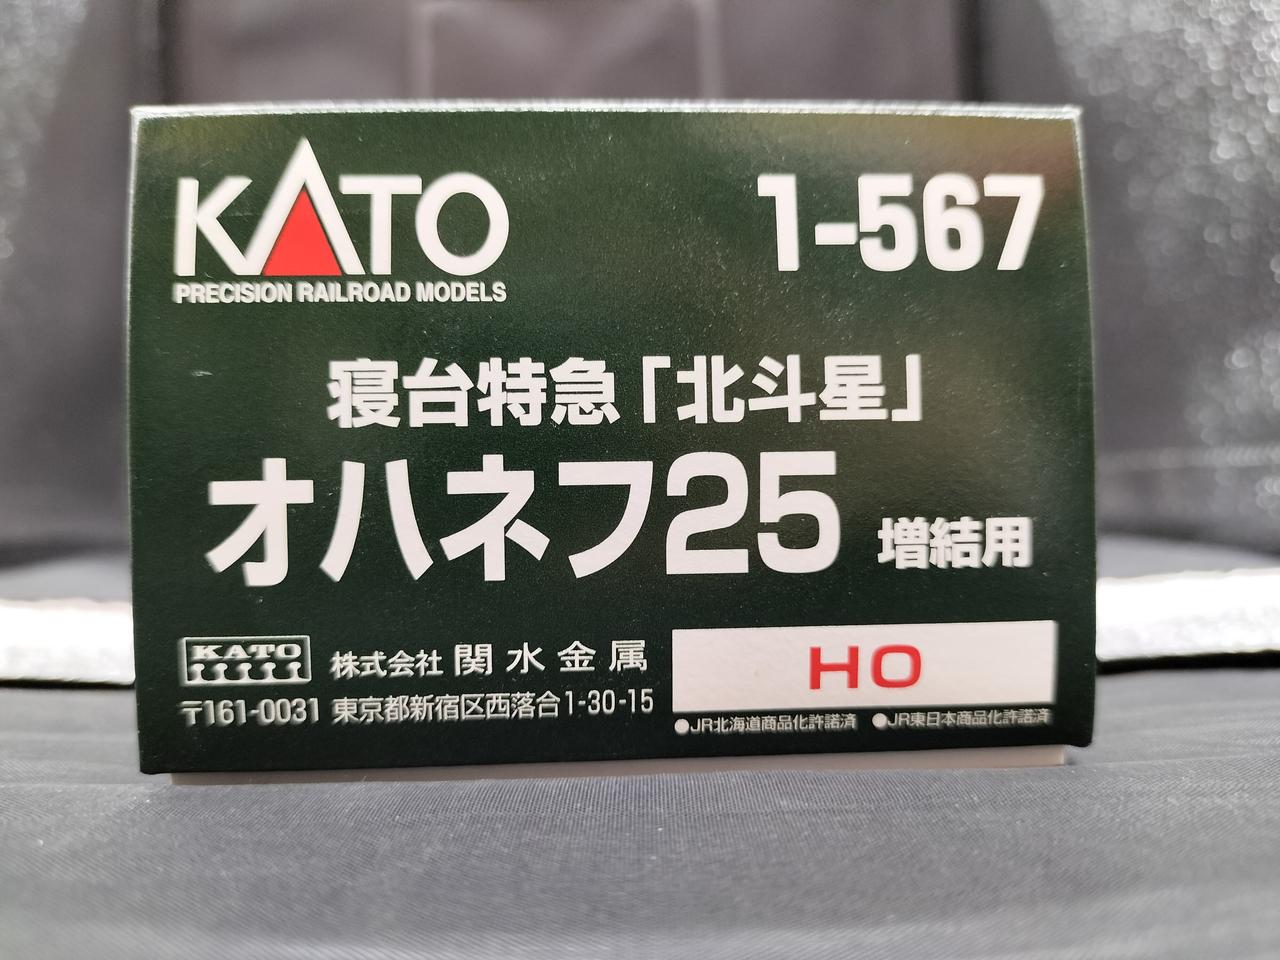 KATO 1-567
PRECISION RAILROAD MODELS
寝台特急「北斗星」
オハネフ25 増結用
KATO 株式会社 関水金属
〒161-0031 東京都新宿区西落合1-30-15
HO
●JR北海道商品化許諾済 ●JR東日本商品化許諾済